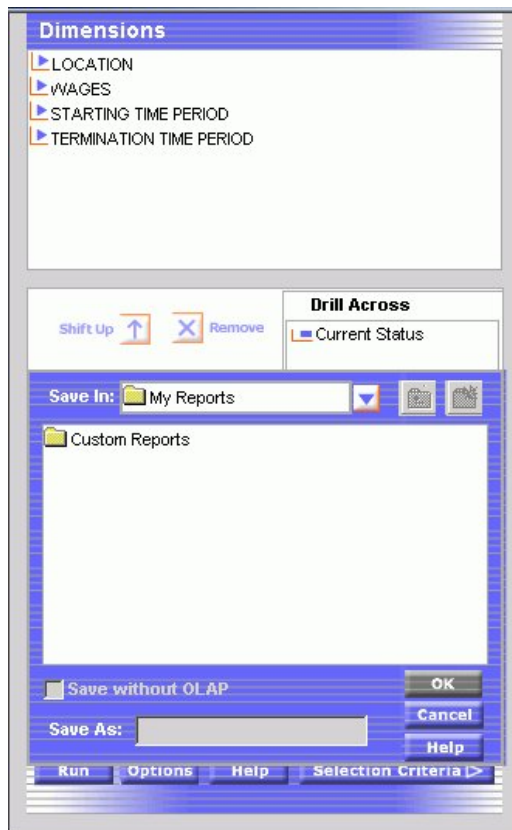 Dimensions
LOCATION
WAGES
STARTING TIME PERIOD
TERMINATION TIME PERIOD
Shift Up
Remove
Drill Across
Current Status
Save In: My Reports
Custom Reports
Save without OLAP
OK
Save As:
Cancel
Help
Run Options Help Selection Criteria